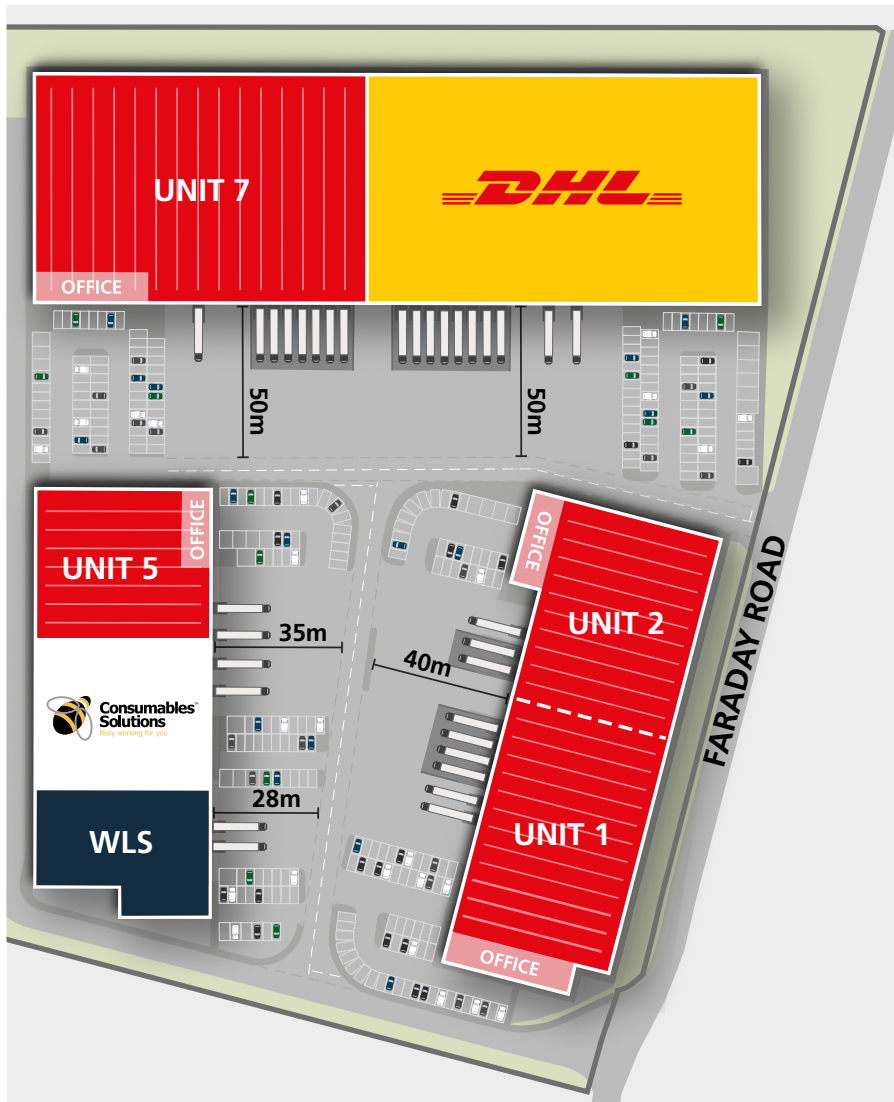 UNIT 7
DHL
OFFICE
50m
50m
OFFICE
UNIT 5
OFFICE
UNIT 2
35m
40m
FARADAY ROAD
Consumables™
Solutions
Busy working for you
28m
WLS
UNIT 1
OFFICE